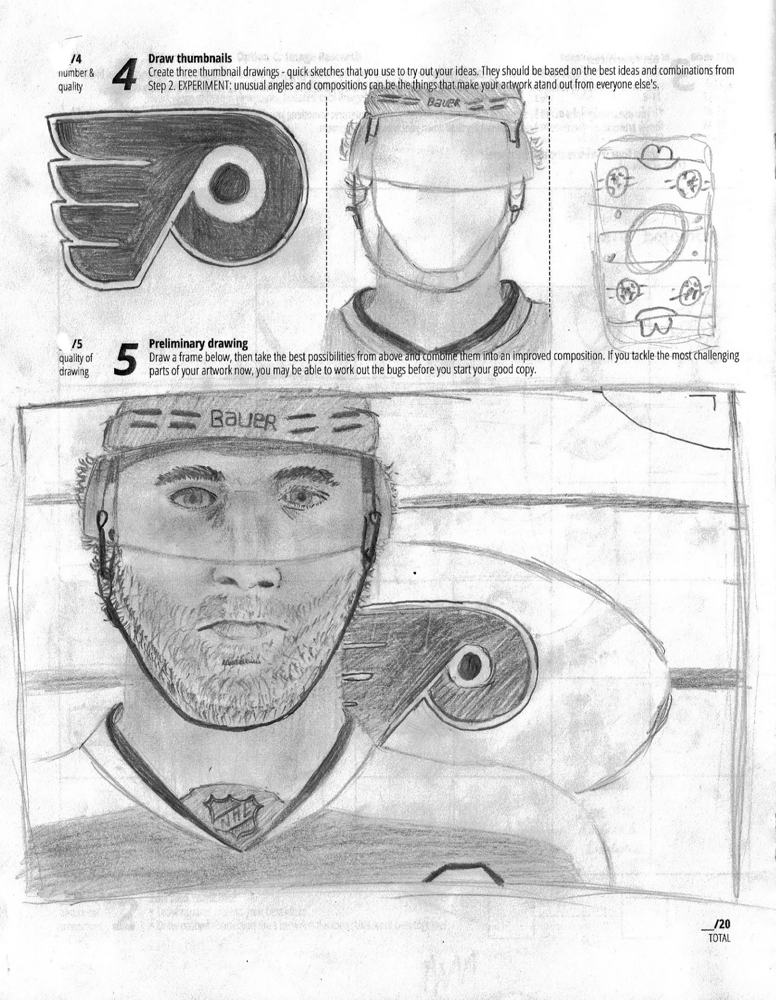 /4
number &
quality
4
Draw thumbnails
Create three thumbnail drawings - quick sketches that you use to try out your ideas. They should be based on the best ideas and combinations from
Step 2. EXPERIMENT: unusual angles and compositions can be the things that make your artwork atand out from everyone else's.
Bauer
/5
quality of
drawing
5
Preliminary drawing
Draw a frame below, then take the best possibilities from above and combine them into an improved composition. If you tackle the most challenging
parts of your artwork now, you may be able to work out the bugs before you start your good copy.
BaUER
NHL
__/20
TOTAL